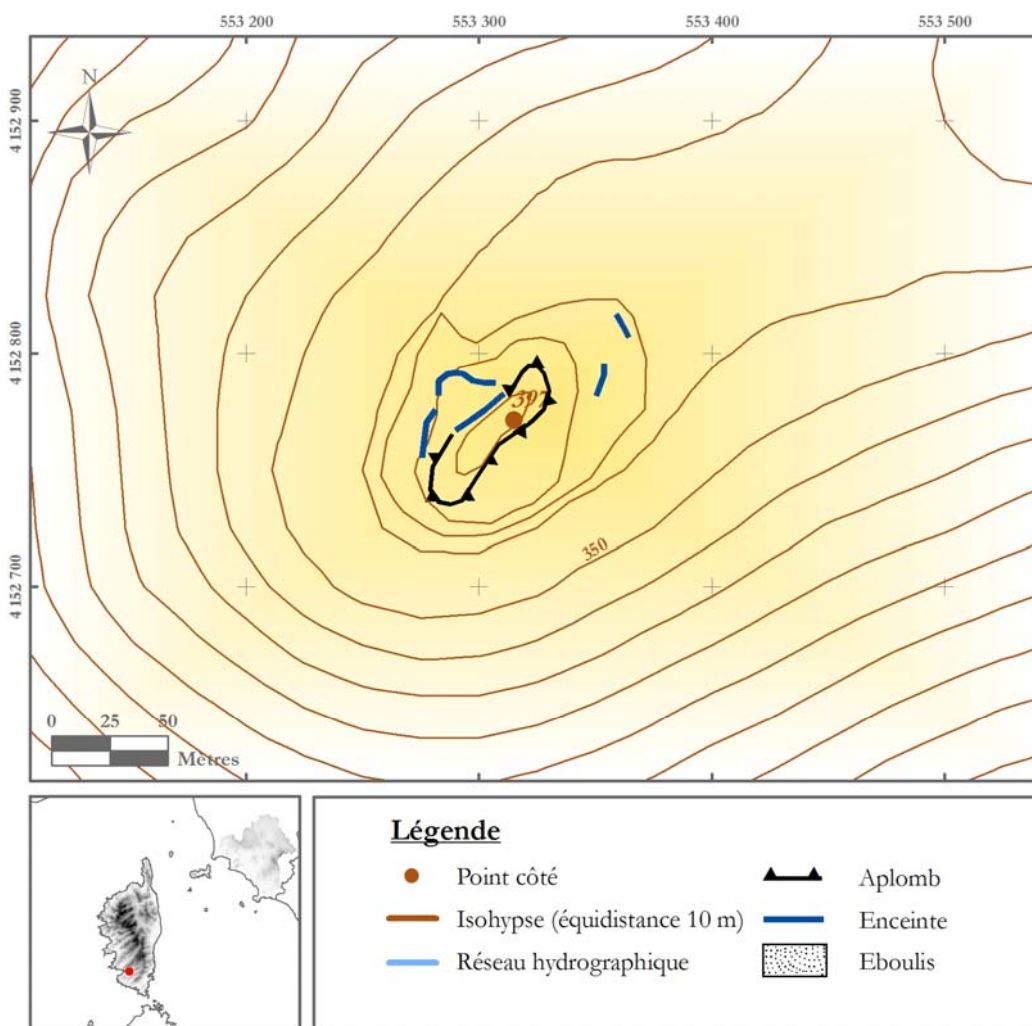 553 200
553 300
553 400
553 500
4 152 900
N
4 152 800
350
4 152 700
0 25 50
Mètres
Légende
Point côté
Isohypse (équidistance 10 m)
Réseau hydrographique
Aplomb
Enceinte
Eboulis